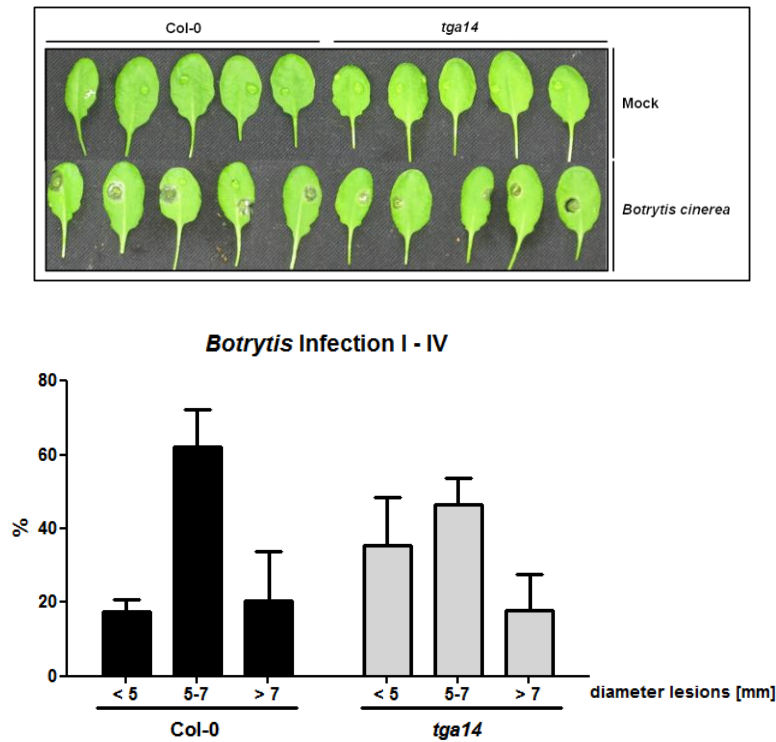 Col-0 tga14
Mock
Botrytis cinerea
Botrytis Infection I - IV
80
60
40
20
0
%
< 5 5-7 > 7 < 5 5-7 > 7 diameter lesions [mm]
Col-0 tga14